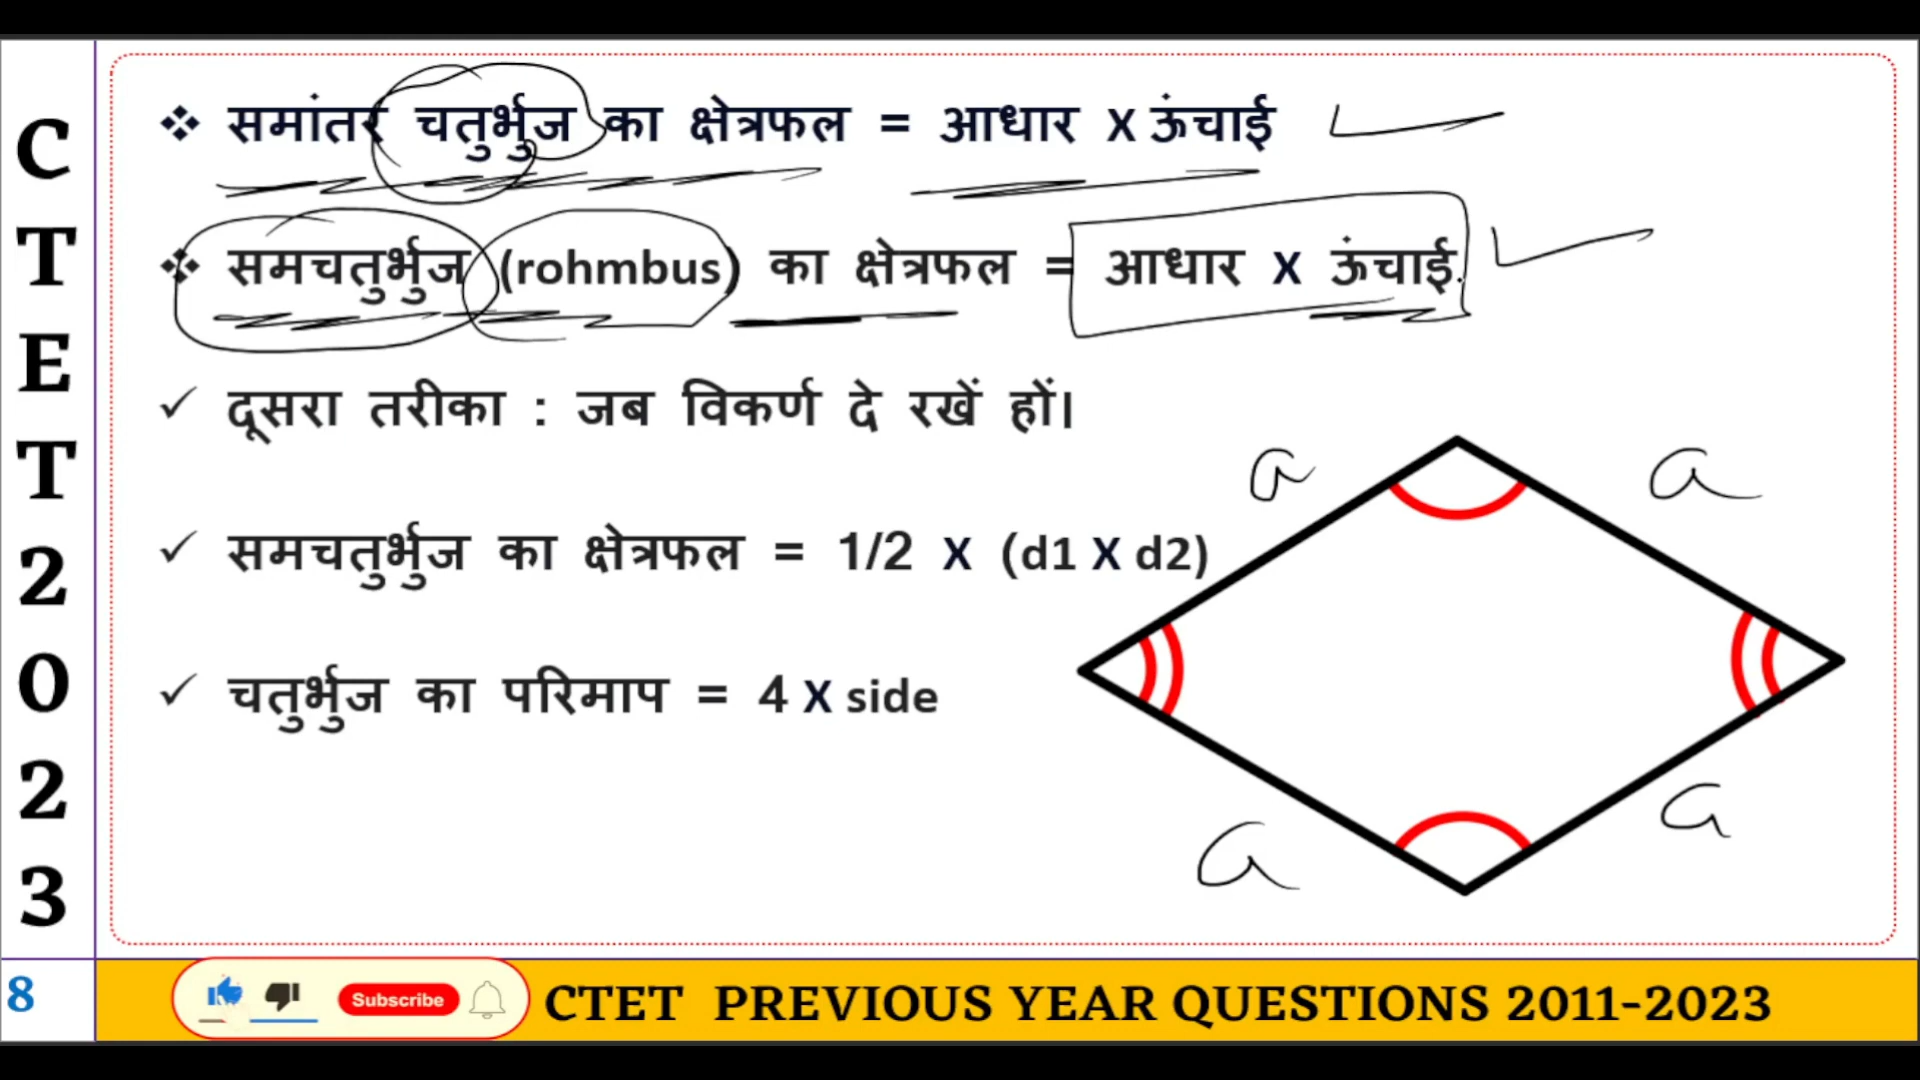 ❖ समांतर चतुर्भुज का क्षेत्रफल = आधार X ऊंचाई
❖ समचतुर्भुज (rohmbus) का क्षेत्रफल = आधार X ऊंचाई.
✓ दूसरा तरीका : जब विकर्ण दे रखें हों।
✓ समचतुर्भुज का क्षेत्रफल = 1/2 X (d1 X d2)
✓ चतुर्भुज का परिमाप = 4 X side
a
a
a
a
C
T
E
T
2
0
2
3
8
Subscribe
CTET PREVIOUS YEAR QUESTIONS 2011-2023